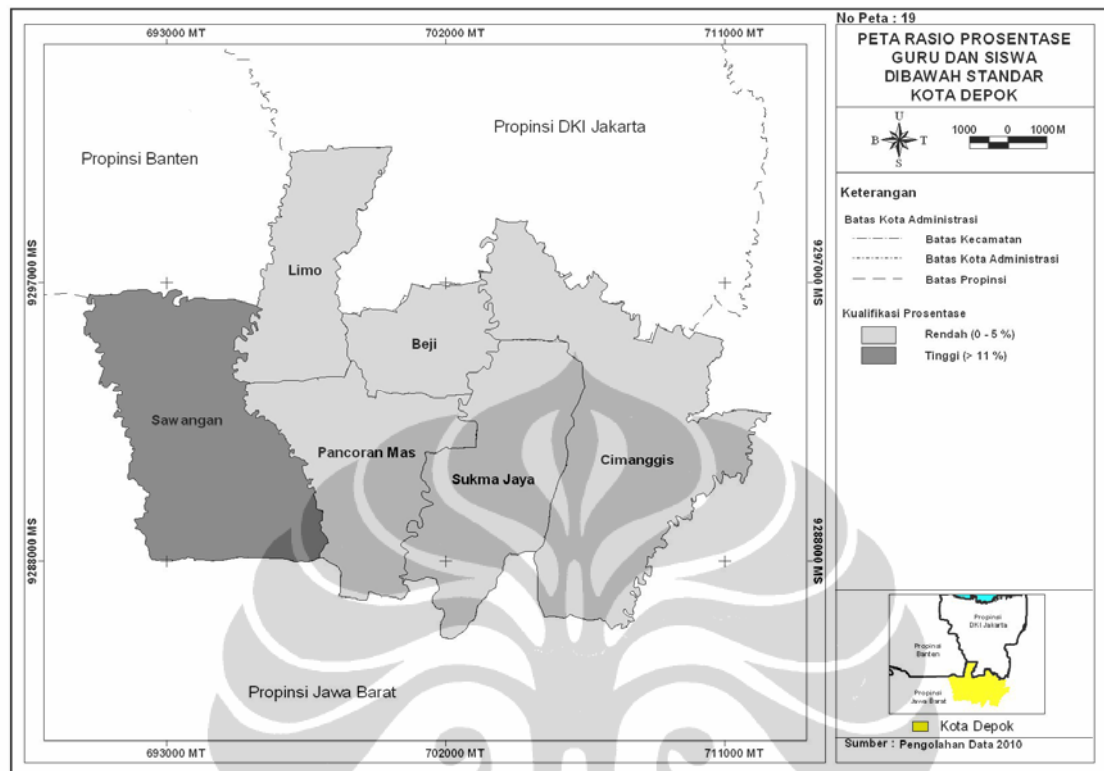 No Peta : 19
PETA RASIO PROSENTASE
GURU DAN SISWA
DIBAWAH STANDAR
KOTA DEPOK
U
B T
S
1000 0 1000 M
Keterangan
Batas Kota Administrasi
Batas Kecamatan
Batas Kota Administrasi
Batas Propinsi
Kualifikasi Prosentase
Rendah (0 - 5 %)
Tinggi (> 11 %)
Propinsi
DKI Jakarta
Propinsi
Banten
Propinsi
Jawa Barat
Kota Depok
Sumber : Pengolahan Data 2010
693000 MT 702000 MT 711000 MT
Propinsi DKI Jakarta
Propinsi Banten
9297000 MS
9297000 MS
Limo
Beji
Sawangan
Pancoran Mas
Cimanggis
Sukma Jaya
9288000 MS
9288000 MS
Propinsi Jawa Barat
693000 MT 702000 MT 711000 MT